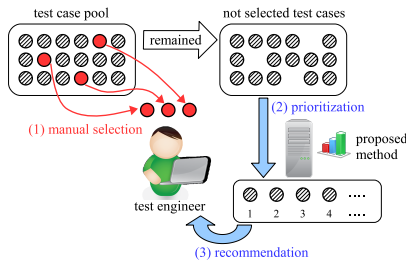 test case pool
not selected test cases
remained
(1) manual selection
(2) prioritization
proposed
method
test engineer
1 2 3 4 ....
....
(3) recommendation